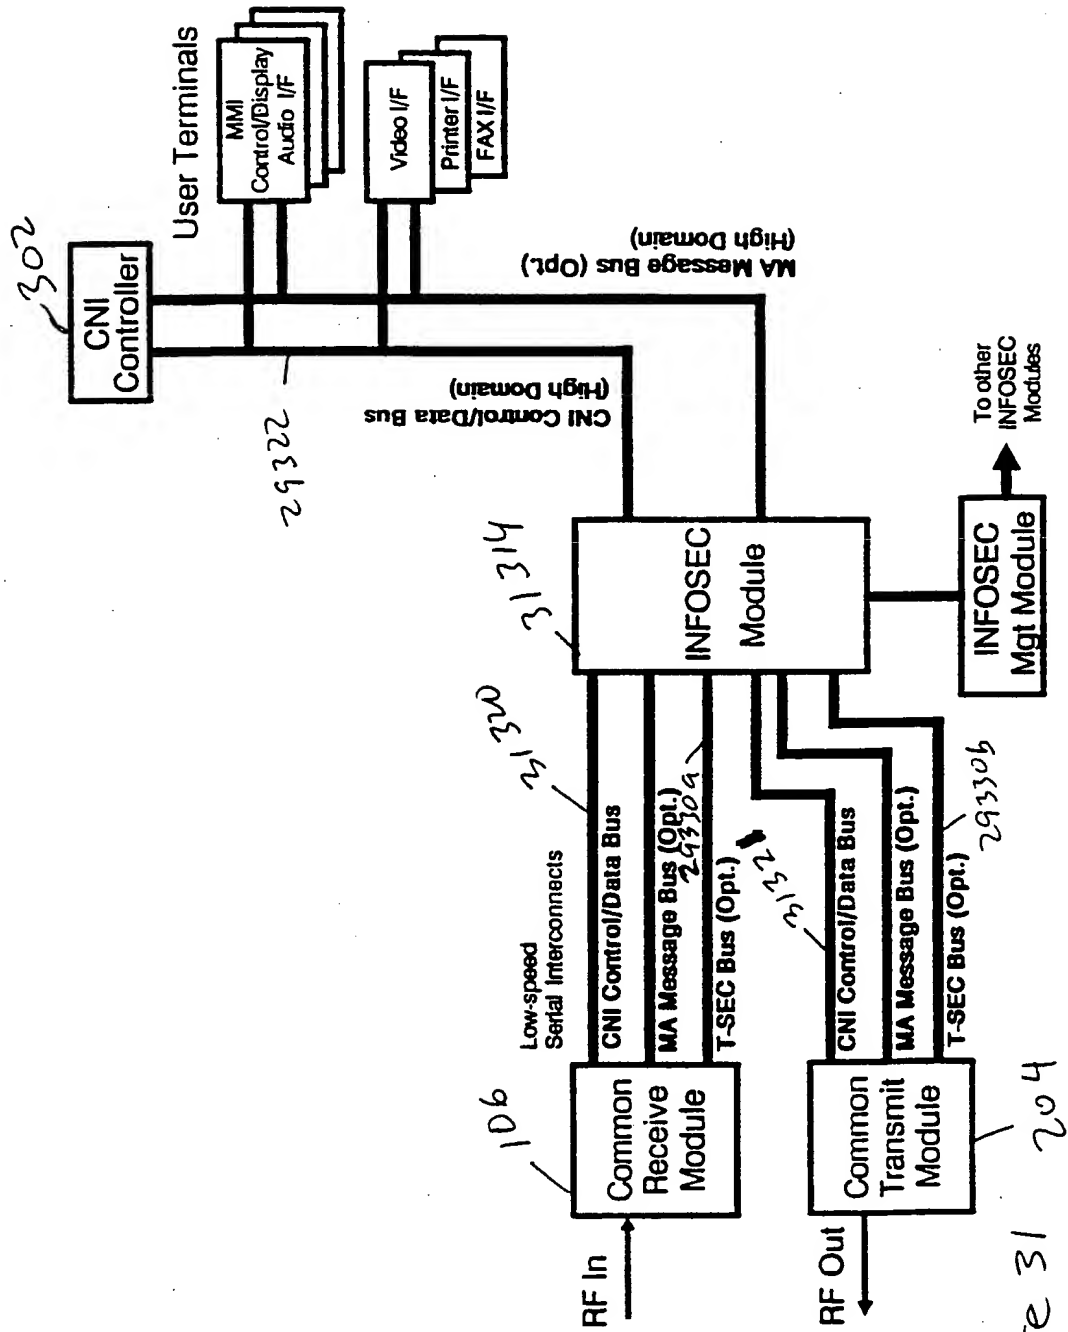 RF In
106
Common
Receive
Module
Low-speed
Serial Interconnects
CNI Control/Data Bus
MA Message Bus (Opt.)
T-SEC Bus (Opt.)
31320
29330a
31314
INFOSEC
Module
RF Out
Common
Transmit
Module
204
CNI Control/Data Bus
MA Message Bus (Opt.)
T-SEC Bus (Opt.)
3132
29330b
INFOSEC
Mgt Module
To other
INFOSEC
Modules
CNI Control/Data Bus
(High Domain)
29322
MA Message Bus (Opt.)
(High Domain)
CNI
Controller
302
User Terminals
MMI
Control/Display
Audio I/F
Video I/F
Printer I/F
FAX I/F
31